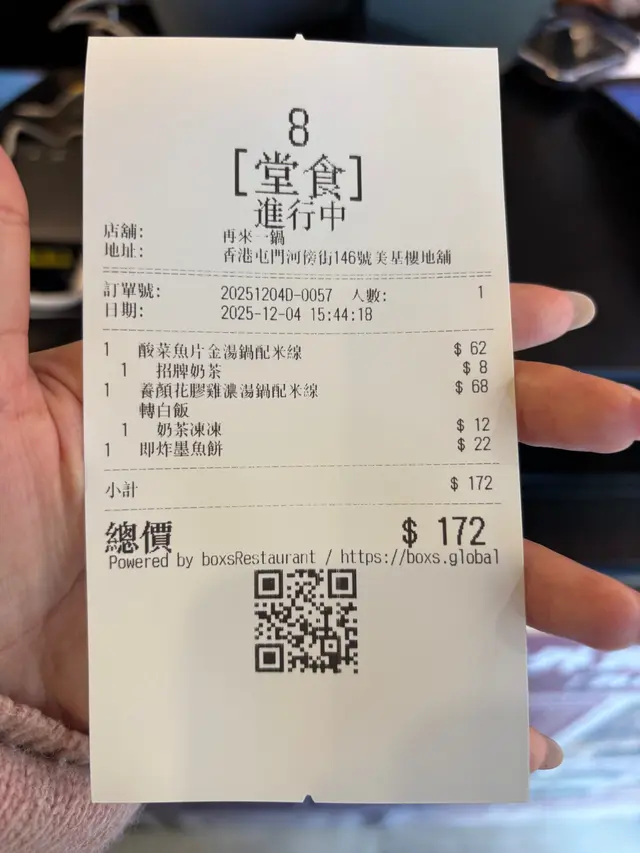 8
[堂食]
進行中
店舖: 再來一鍋
地址: 香港屯門河傍街146號美基樓地舖
訂單號: 20251204D-0057 人數: 1
日期: 2025-12-04 15:44:18
1 酸菜魚片金湯鍋配米線 $ 62
1 招牌奶茶 $ 8
1 養顏花膠雞濃湯鍋配米線 $ 68
轉白飯
1 奶茶凍凍 $ 12
1 即炸墨魚餅 $ 22
小計 $ 172
總價 $ 172
Powered by boxsRestaurant / https://boxs.global